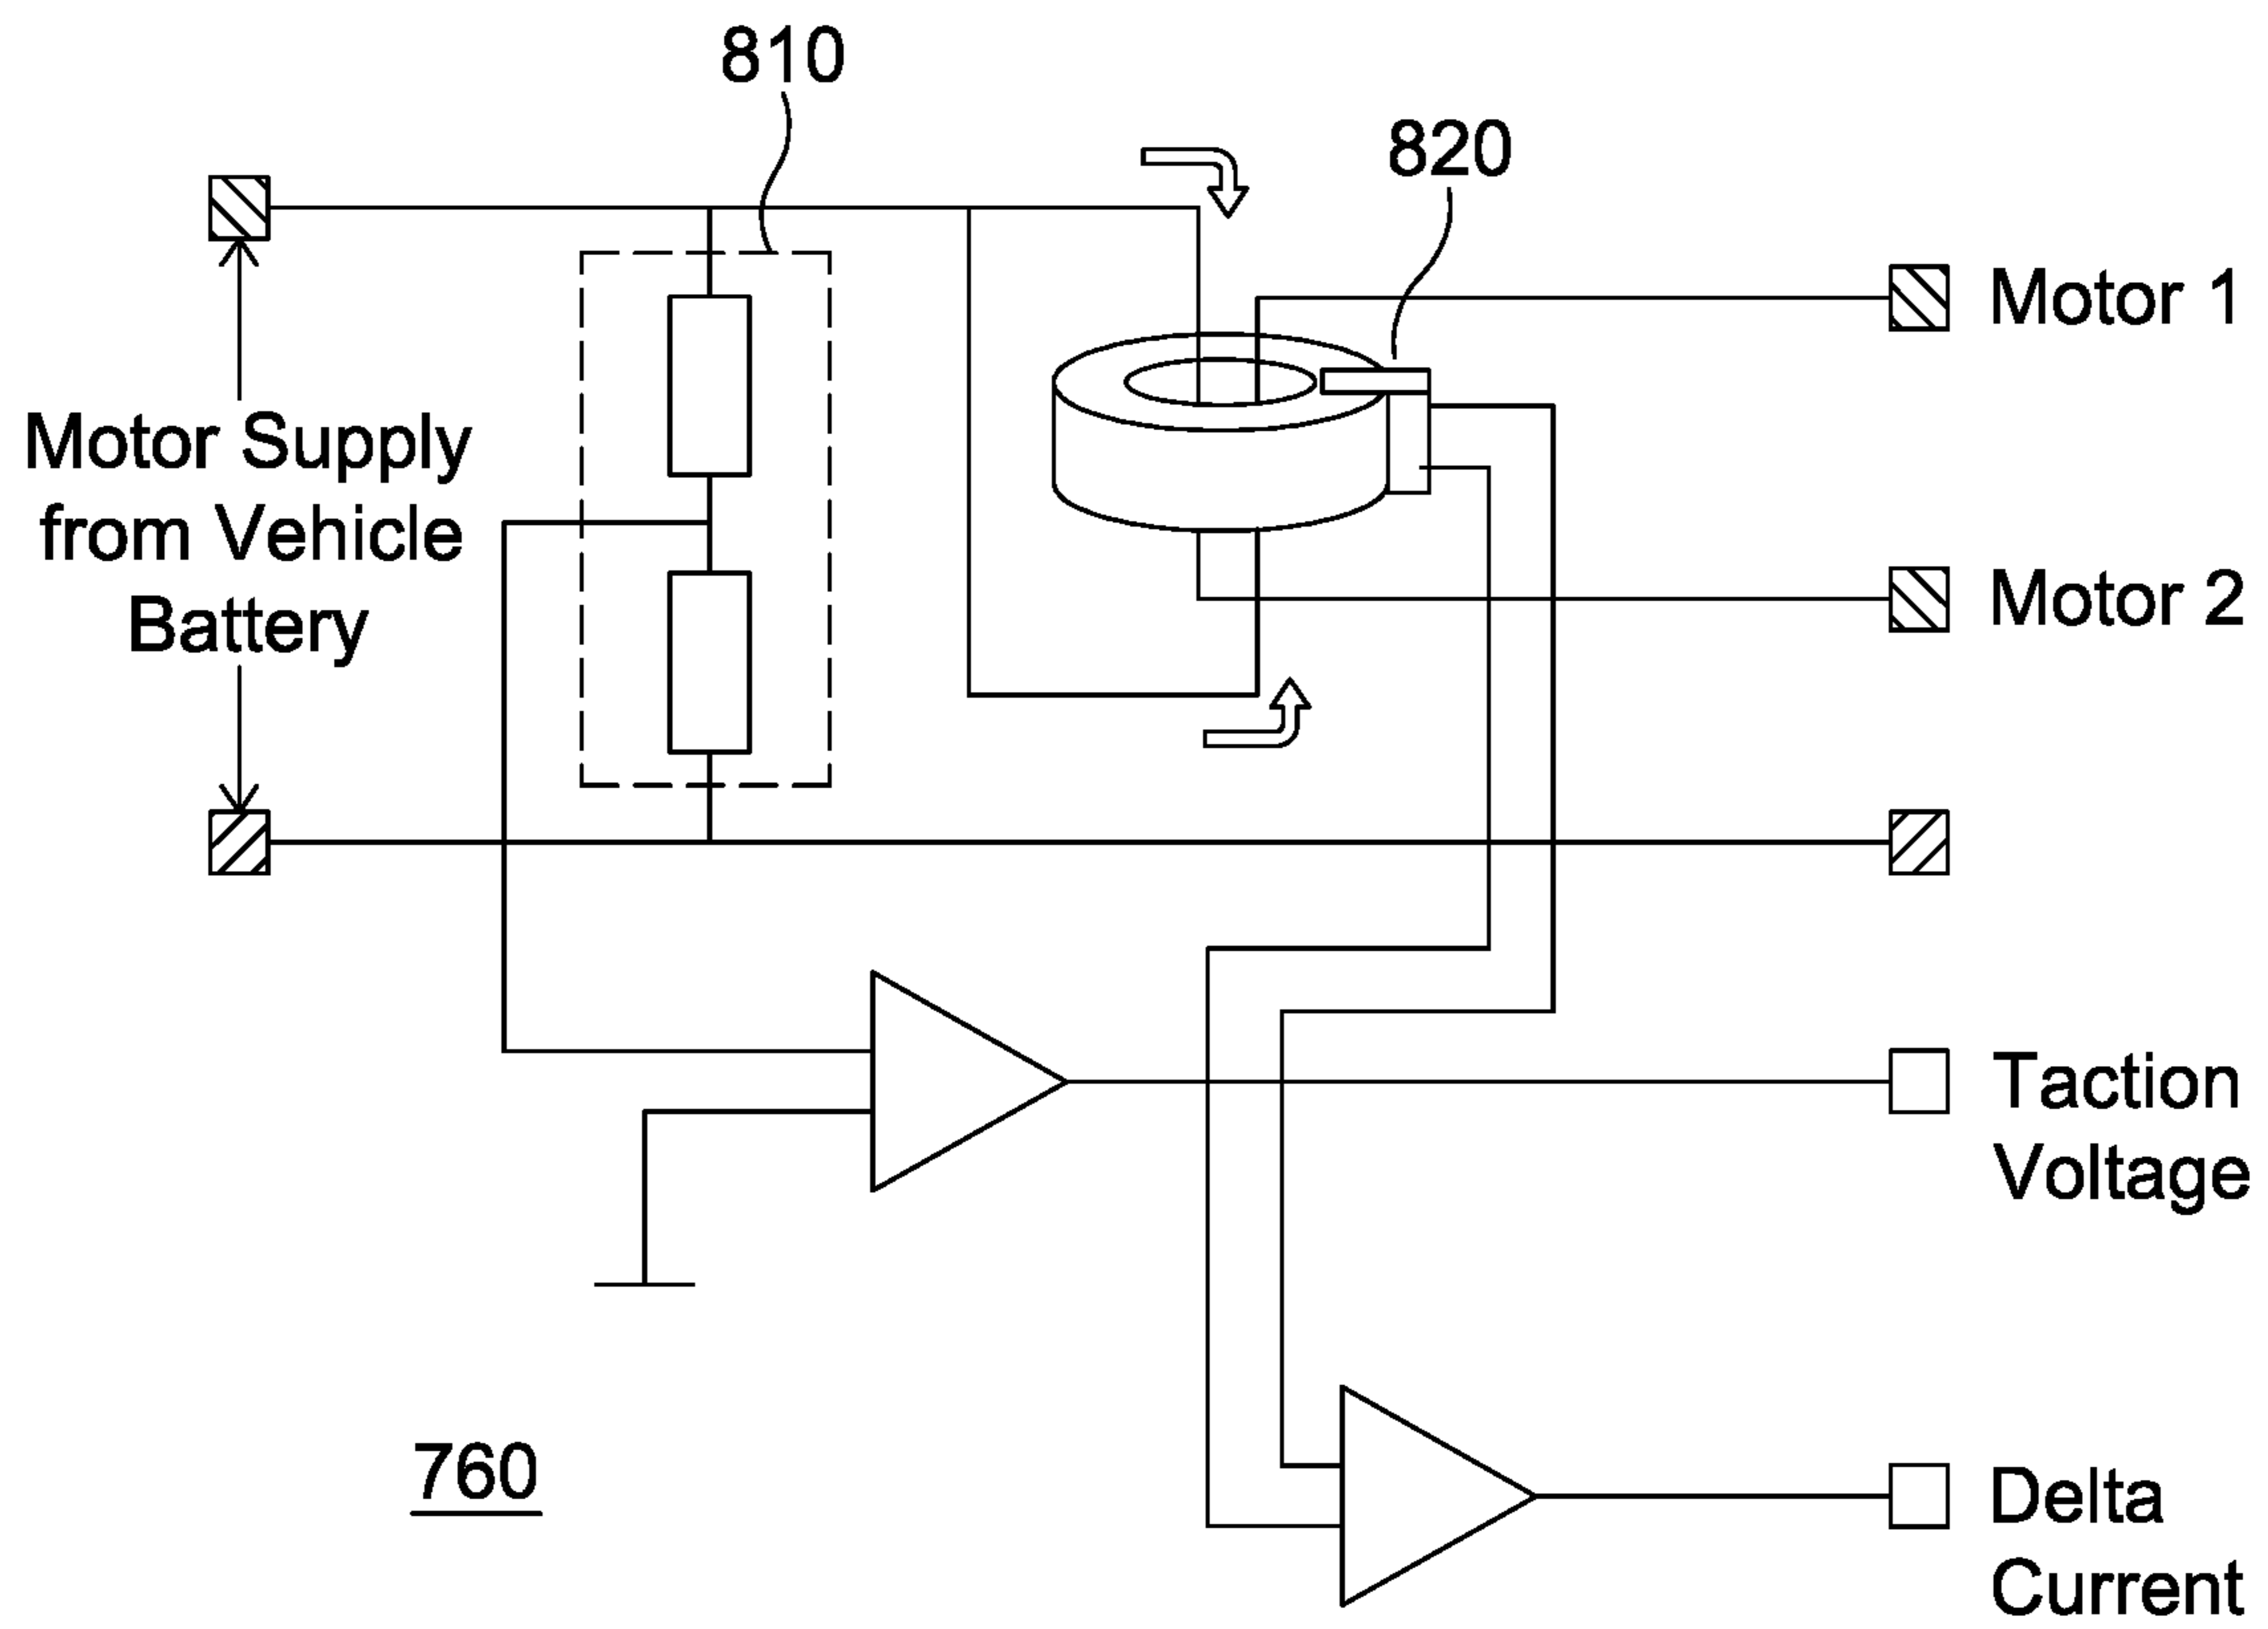 810
820
Motor Supply
from Vehicle
Battery
Motor 1
Motor 2
Taction
Voltage
760
Delta
Current